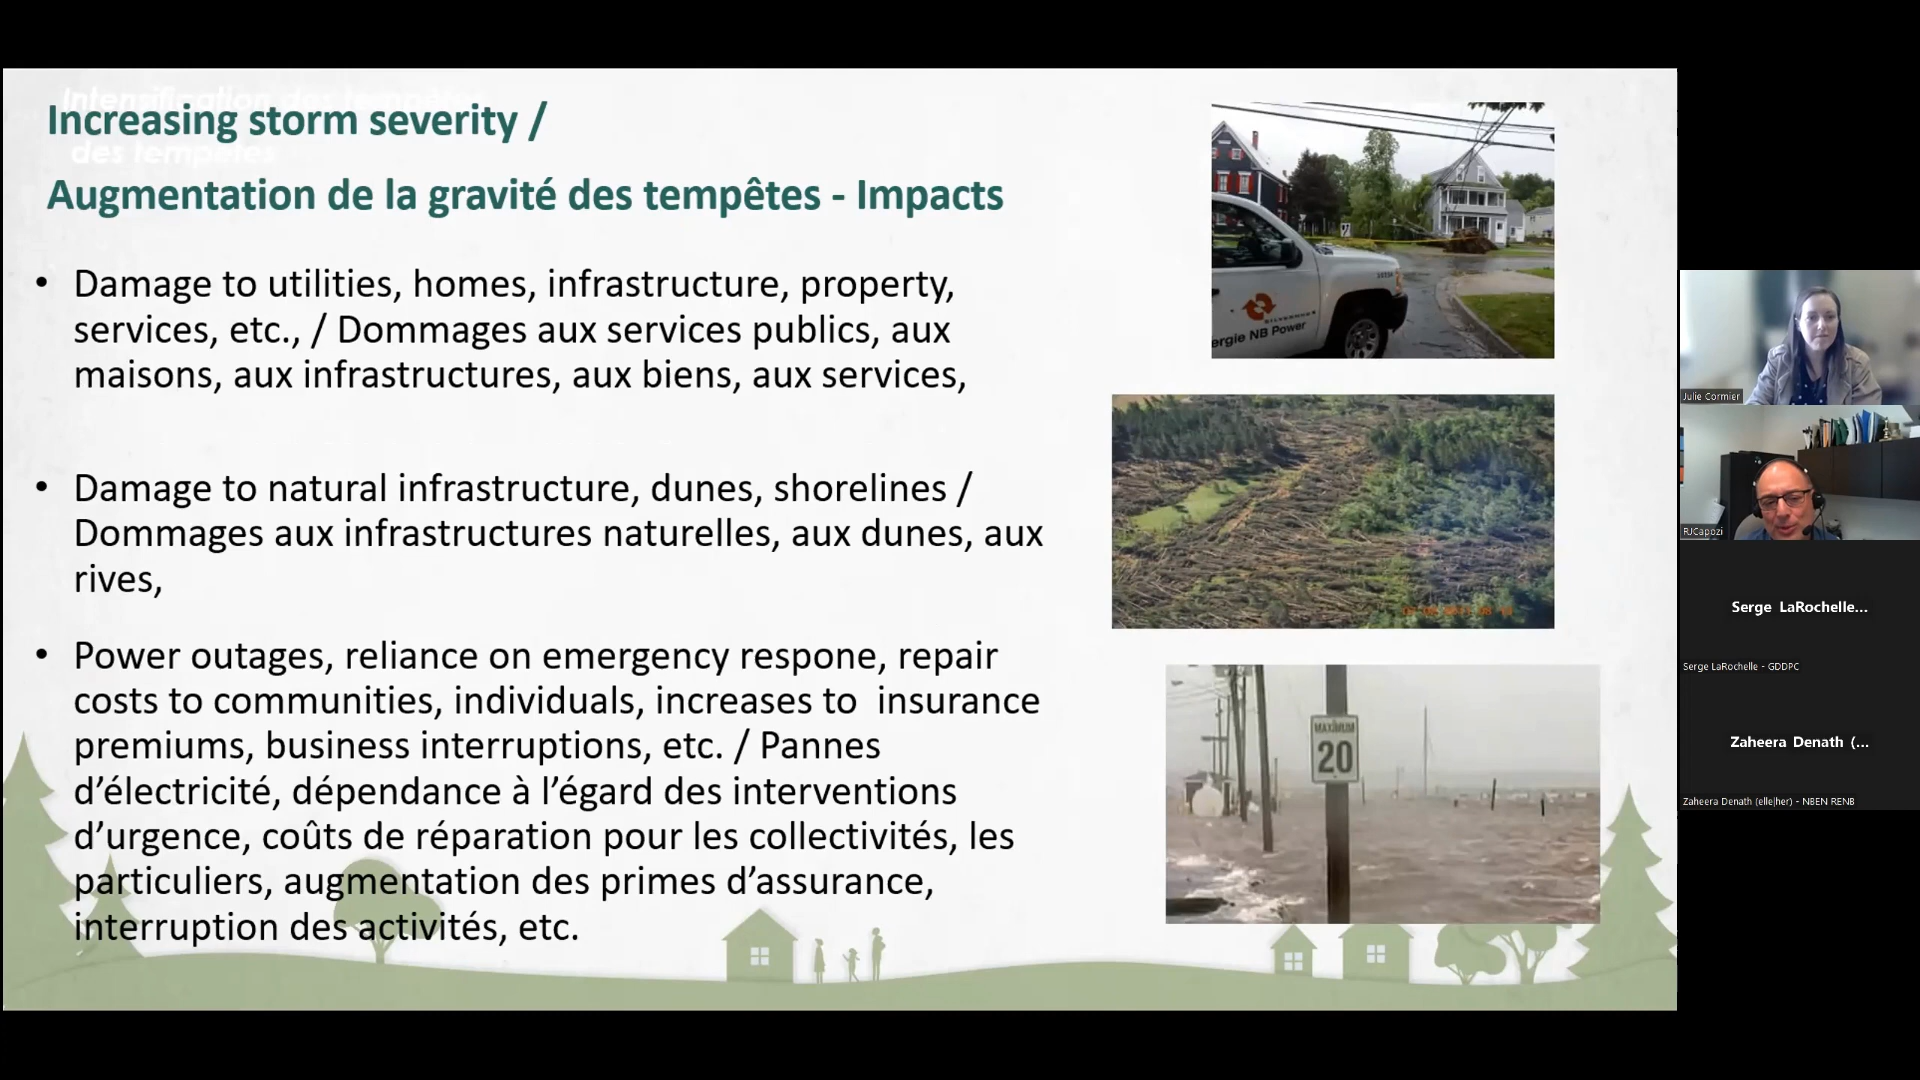 Intensification des tempêtes
Increasing storm severity /
des tempêtes
Augmentation de la gravité des tempêtes - Impacts
• Damage to utilities, homes, infrastructure, property,
services, etc., / Dommages aux services publics, aux
maisons, aux infrastructures, aux biens, aux services,
• Damage to natural infrastructure, dunes, shorelines /
Dommages aux infrastructures naturelles, aux dunes, aux
rives,
• Power outages, reliance on emergency respone, repair
costs to communities, individuals, increases to insurance
premiums, business interruptions, etc. / Pannes
d’électricité, dépendance à l’égard des interventions
d’urgence, coûts de réparation pour les collectivités, les
particuliers, augmentation des primes d’assurance,
interruption des activités, etc.
SILVERADO
ergie NB Power
MAXIMUM
20
Julie Cormier
RJCapozi
Serge LaRochelle...
Serge LaRochelle - GDDPC
Zaheera Denath (...
Zaheera Denath (elle|her) - NBEN RENB